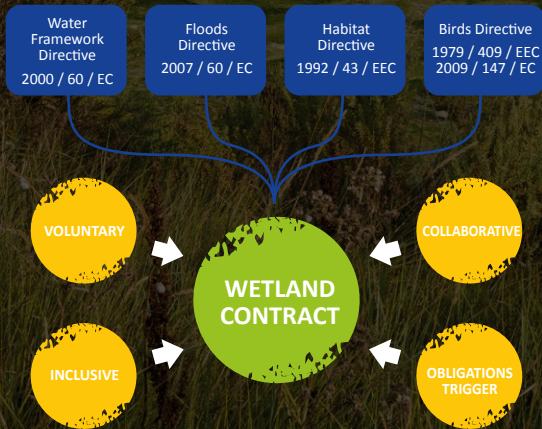 Water
Framework
Directive
2000 / 60 / EC
Floods
Directive
2007 / 60 / EC
Habitat
Directive
1992 / 43 / EEC
Birds Directive
1979 / 409 / EEC
2009 / 147 / EC
VOLUNTARY
COLLABORATIVE
WETLAND
CONTRACT
INCLUSIVE
OBLIGATIONS
TRIGGER